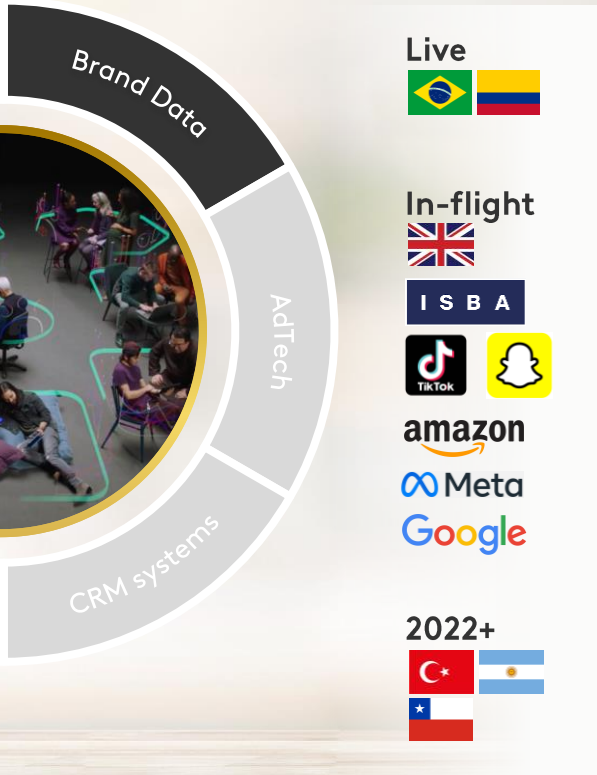 Brand Data
AdTech
CRM systems
Live
In-flight
ISBA
TikTok
amazon
Meta
Google
2022+